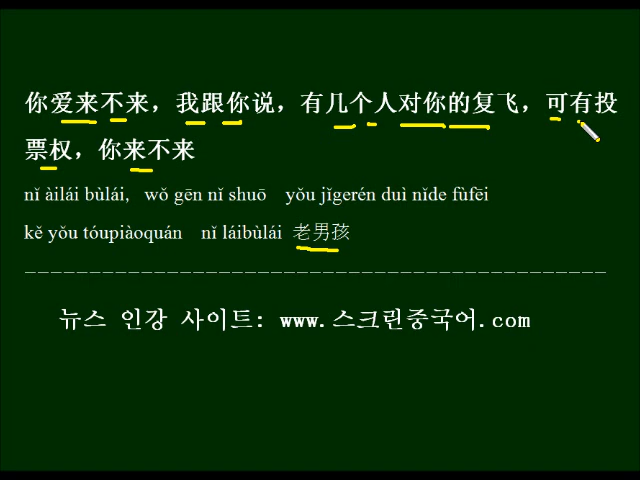 你爱来不来，我跟你说，有几个人对你的复飞，可有投
票权，你来不来
nǐ àilái bùlái,   wǒ gēn nǐ shuō    yǒu jǐgerén duì nǐde fùfēi
kě yǒu tóupiàoquán    nǐ láibùlái  老男孩
뉴스 인강 사이트: www.스크린중국어.com